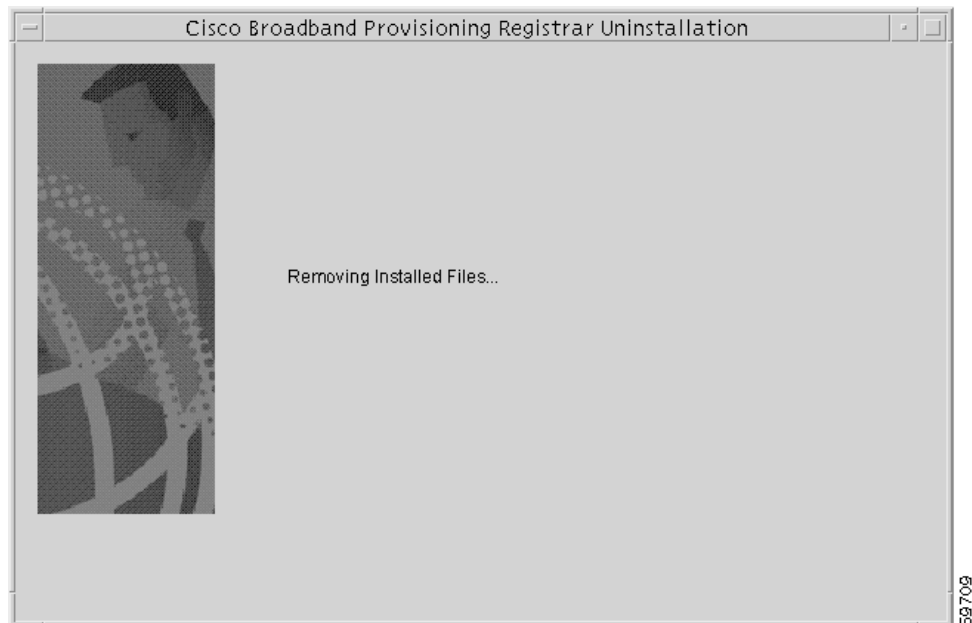 Cisco Broadband Provisioning Registrar Uninstallation
Removing Installed Files...
59709